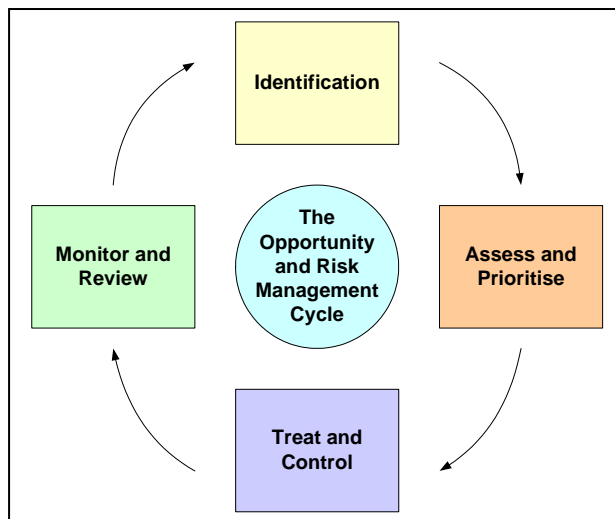 Identification
The
Opportunity
and Risk
Management
Cycle
Monitor and
Review
Assess and
Prioritise
Treat and
Control